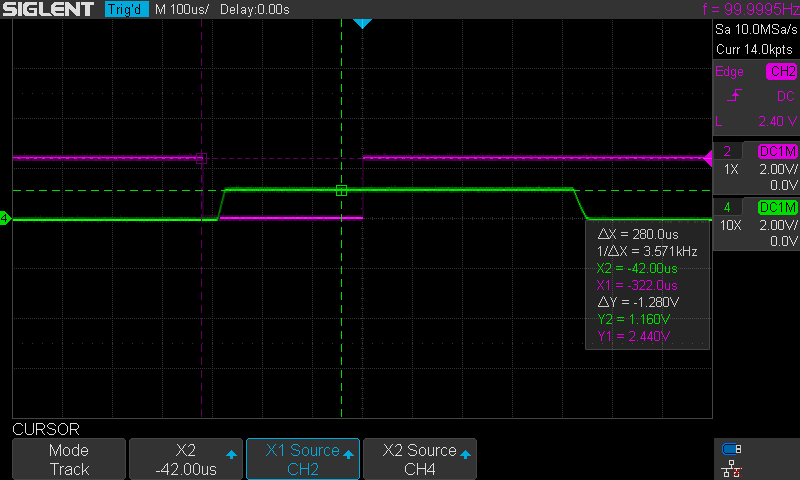 SIGLENT Trig'd M 100us/ Delay:0.00s f = 99.9995Hz
Sa 10.0MSa/s
Curr 14.0kpts
Edge CH2
DC
L 2.40 V
2 DC1M
1X 2.00V/
0.0V
4 DC1M
10X 2.00V/
0.0V
4
ΔX = 280.0us
1/ΔX = 3.571kHz
X2 = -42.00us
X1 = -322.0us
ΔY = -1.280V
Y2 = 1.160V
Y1 = 2.440V
CURSOR
Mode
Track
X2
-42.00us
X1 Source
CH2
X2 Source
CH4